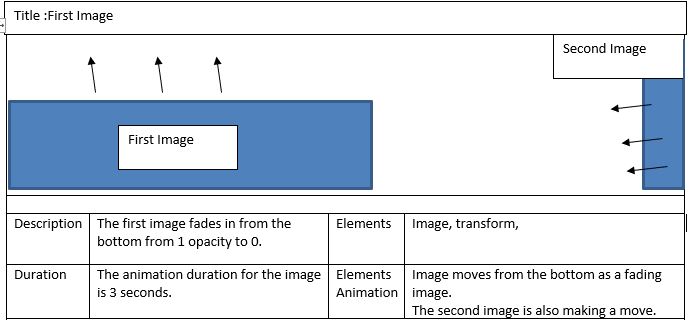 Title :First Image
Second Image
First Image
Description
The first image fades in from the
bottom from 1 opacity to 0.
Elements
Image, transform,
Duration
The animation duration for the image
is 3 seconds.
Elements
Animation
Image moves from the bottom as a fading
image.
The second image is also making a move.